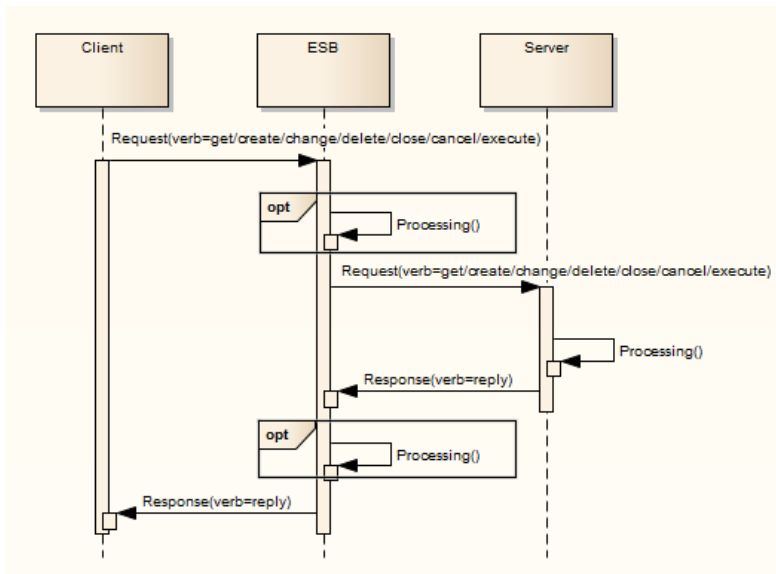 Client
ESB
Server
Request(verb=get/create/change/delete/close/cancel/execute)
opt
Processing()
Request(verb=get/create/change/delete/close/cancel/execute)
Processing()
Response(verb=reply)
opt
Processing()
Response(verb=reply)